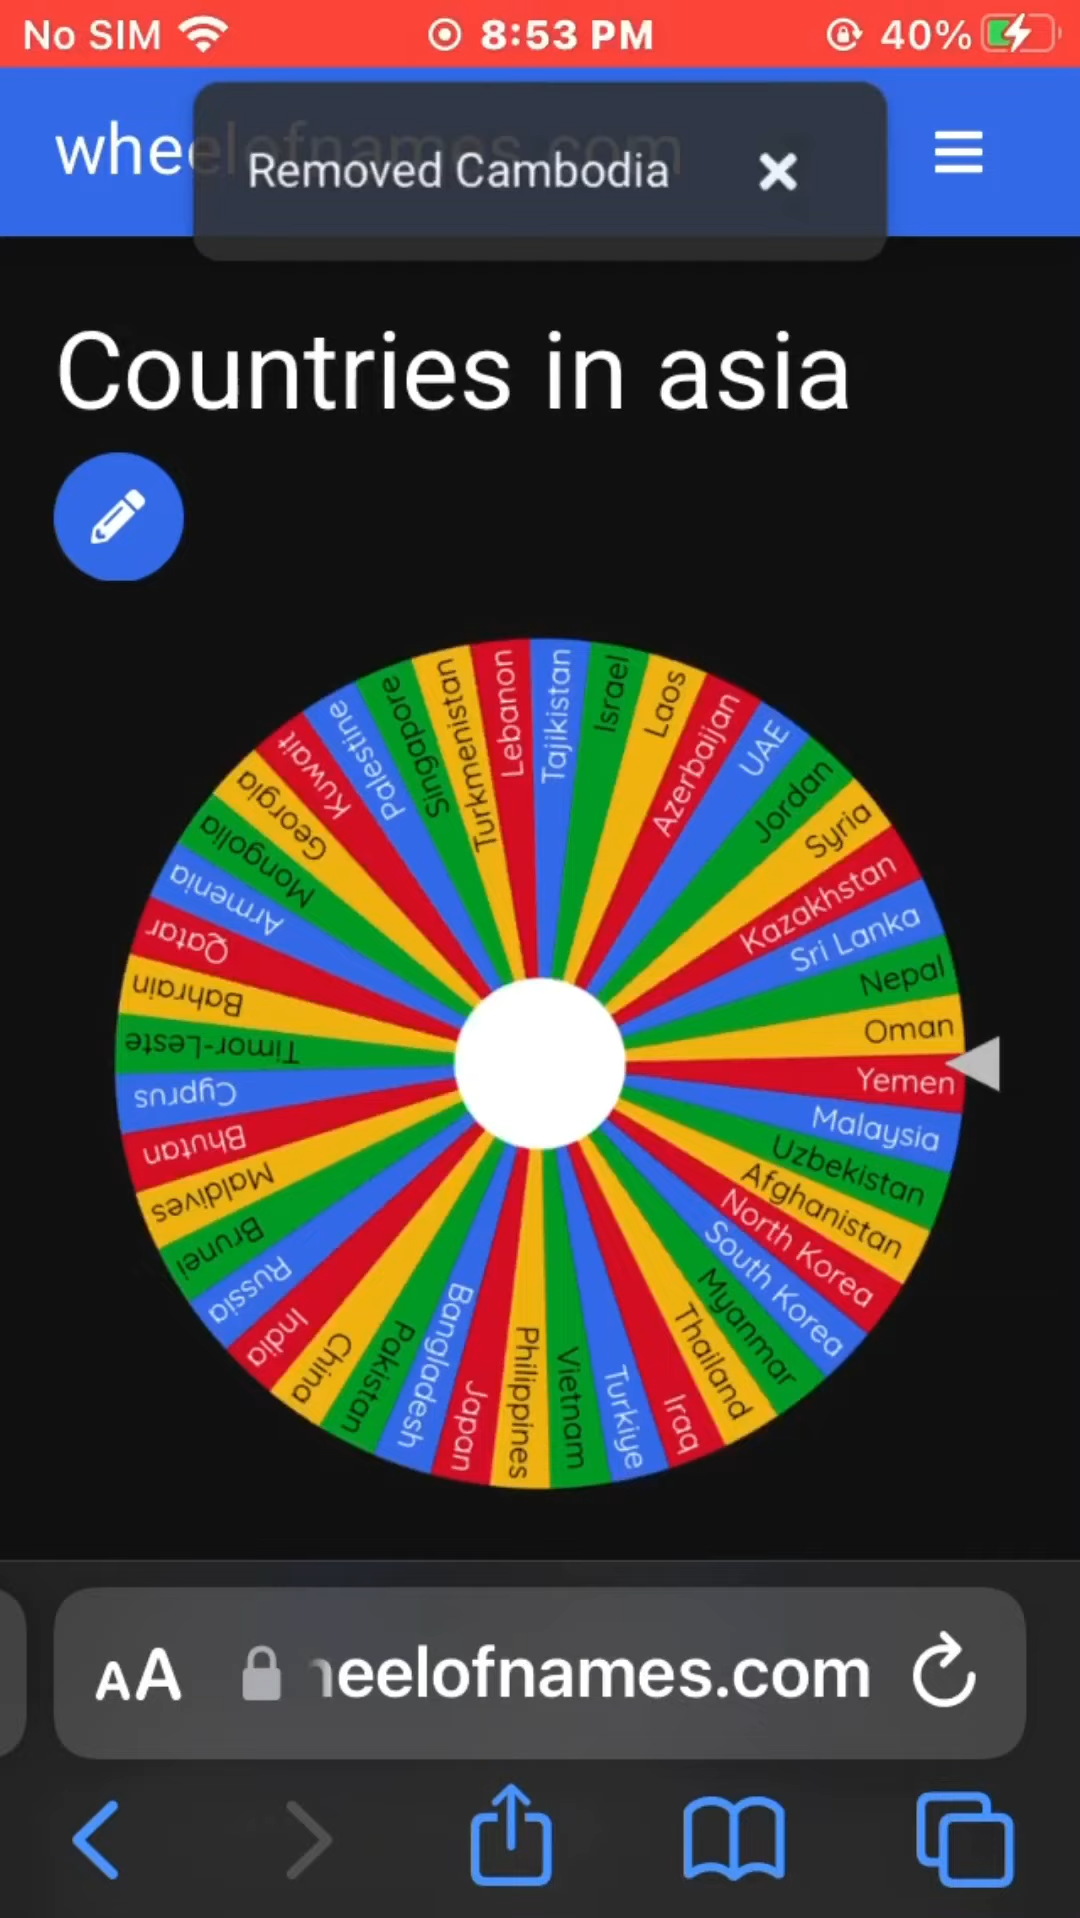 No SIM 8:53 PM 40%
wheelofnames.com
Removed Cambodia
Countries in asia
Lebanon
Tajikistan
Israel
Laos
Azerbaijan
UAE
Jordan
Syria
Kazakhstan
Sri Lanka
Nepal
Oman
Yemen
Malaysia
Uzbekistan
Afghanistan
North Korea
South Korea
Myanmar
Thailand
Iraq
Turkiye
Vietnam
Philippines
Japan
Bangladesh
Pakistan
China
India
Russia
Brunei
Maldives
Bhutan
Cyprus
Timor-Leste
Bahrain
Qatar
Armenia
Mongolia
Georgia
Kuwait
Palestine
Singapore
Turkmenistan
AA heelofnames.com